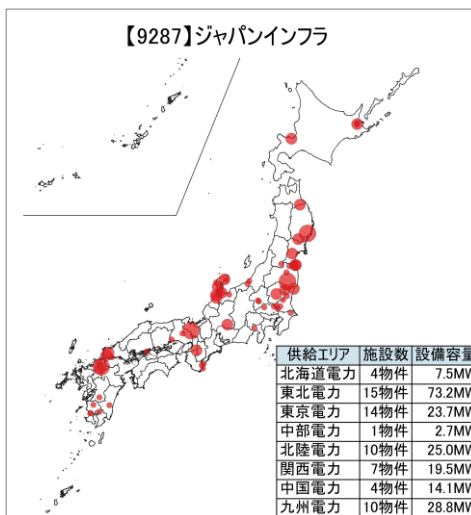 【9287】ジャパンインフラ
供給エリア 施設数 設備容量
北海道電力 4物件 7.5MW
東北電力 15物件 73.2MW
東京電力 14物件 23.7MW
中部電力 1物件 2.7MW
北陸電力 10物件 25.0MW
関西電力 7物件 19.5MW
中国電力 4物件 14.1MW
九州電力 10物件 28.8MW